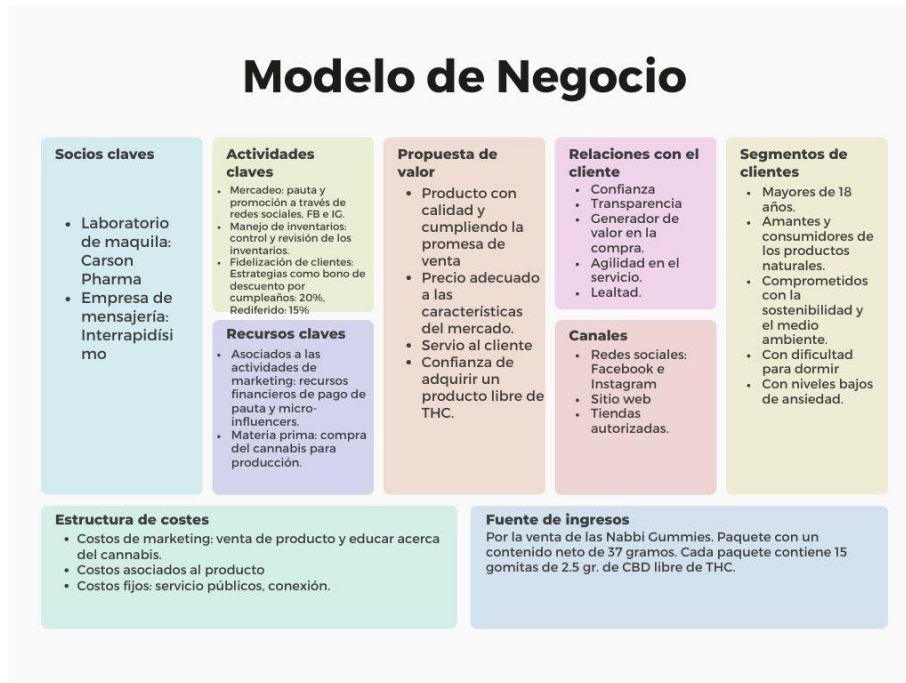 Modelo de Negocio
Socios claves
Laboratorio
de maquila:
Carson
Pharma
Empresa de
mensajería:
Interrapidísi
mo
Actividades
claves
Mercadeo: pauta y
promoción a través de
redes sociales, FB e IG.
Manejo de inventarios:
control y revisión de los
inventarios.
Fidelización de clientes:
Estrategias como bono de
descuento por
cumpleaños: 20%,
Rediferido: 15%
Recursos claves
Asociados a las
actividades de
marketing: recursos
financieros de pago de
pauta y micro-
influencers.
Materia prima: compra
del cannabis para
producción.
Propuesta de
valor
Producto con
calidad y
cumpliendo la
promesa de
venta
Precio adecuado
a las
características
del mercado.
Servio al cliente
Confianza de
adquirir un
producto libre de
THC.
Relaciones con el
cliente
Confianza
Transparencia
Generador de
valor en la
compra.
Agilidad en el
servicio.
Lealtad.
Canales
Redes sociales:
Facebook e
Instagram
Sitio web
Tiendas
autorizadas.
Segmentos de
clientes
Mayores de 18
años.
Amantes y
consumidores de
los productos
naturales.
Comprometidos
con la
sostenibilidad y
el medio
ambiente.
Con dificultad
para dormir
Con niveles bajos
de ansiedad.
Estructura de costes
Costos de marketing: venta de producto y educar acerca
del cannabis.
Costos asociados al producto
Costos fijos: servicio públicos, conexión.
Fuente de ingresos
Por la venta de las Nabbi Gummies. Paquete con un
contenido neto de 37 gramos. Cada paquete contiene 15
gomitas de 2.5 gr. de CBD libre de THC.